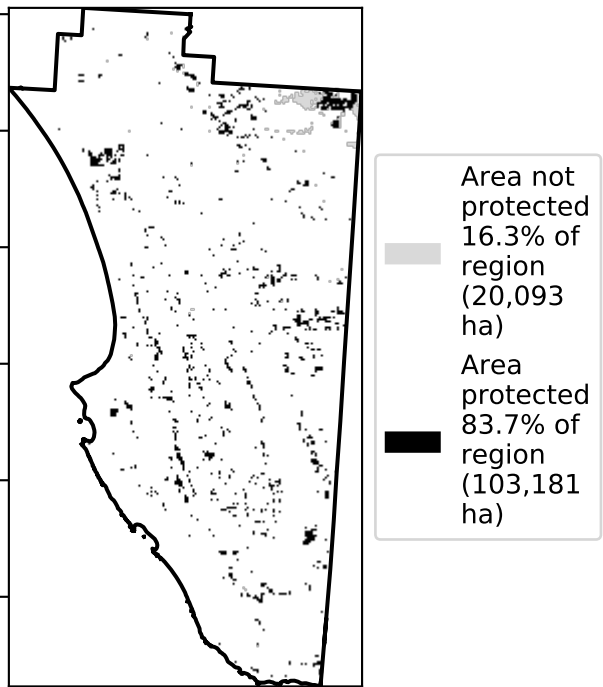 Area not
protected
16.3% of
region
(20,093
ha)
Area
protected
83.7% of
region
(103,181
ha)